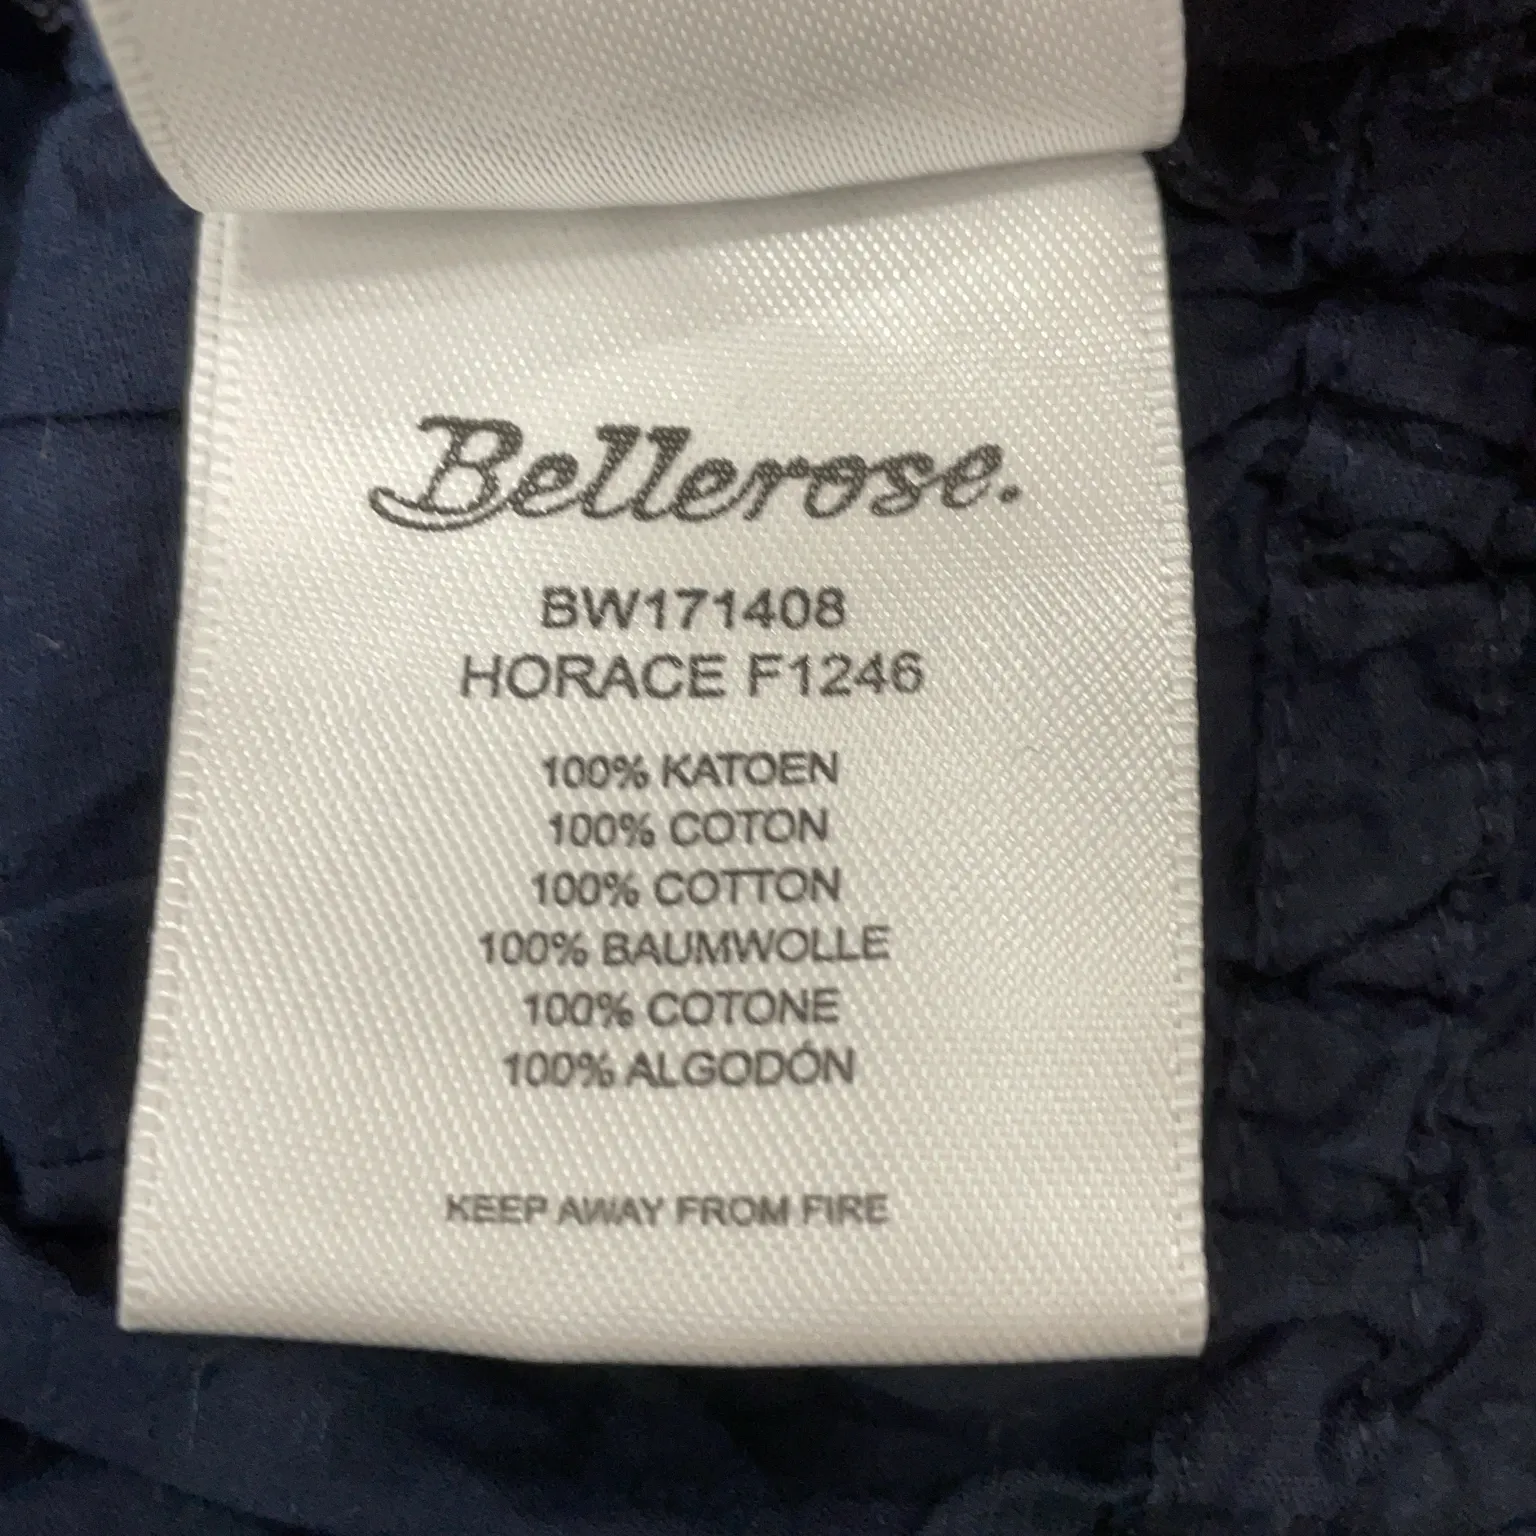 Bellerose.
BW171408
HORACE F1246
100% KATOEN
100% COTON
100% COTTON
100% BAUMWOLLE
100% COTONE
100% ALGODÓN
KEEP AWAY FROM FIRE